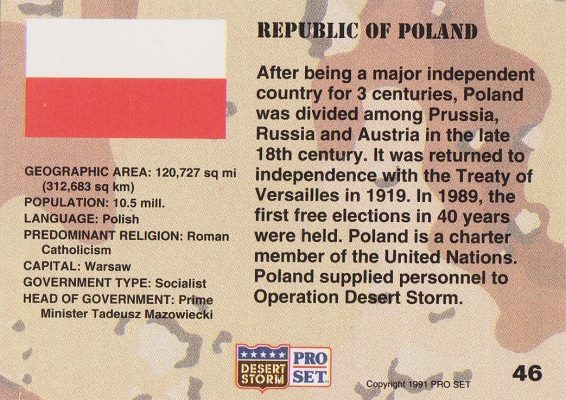 REPUBLIC OF POLAND
After being a major independent
country for 3 centuries, Poland
was divided among Prussia,
Russia and Austria in the late
18th century. It was returned to
independence with the Treaty of
Versailles in 1919. In 1989, the
first free elections in 40 years
were held. Poland is a charter
member of the United Nations.
Poland supplied personnel to
Operation Desert Storm.
GEOGRAPHIC AREA: 120,727 sq mi
(312,683 sq km)
POPULATION: 10.5 mill.
LANGUAGE: Polish
PREDOMINANT RELIGION: Roman
Catholicism
CAPITAL: Warsaw
GOVERNMENT TYPE: Socialist
HEAD OF GOVERNMENT: Prime
Minister Tadeusz Mazowiecki
DESERT
STORM
PRO
SET
Copyright 1991 PRO SET
46